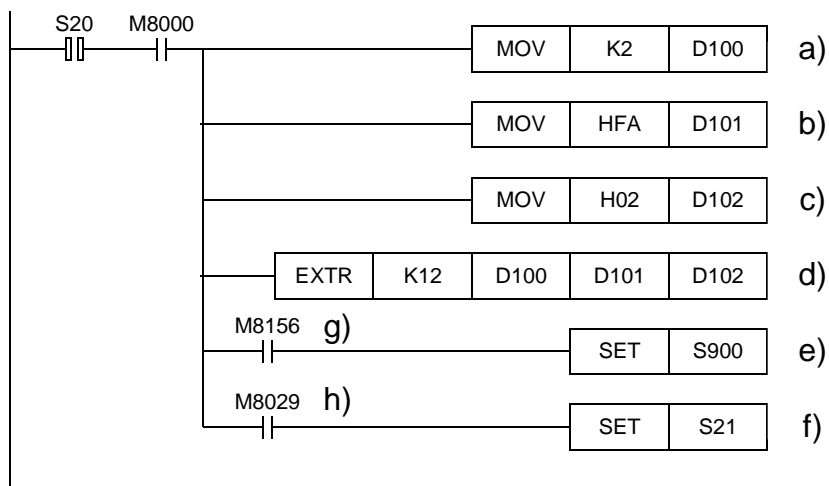 S20 M8000
MOV K2 D100 a)
MOV HFA D101 b)
MOV H02 D102 c)
EXTR K12 D100 D101 D102 d)
M8156 g)
SET S900 e)
M8029 h)
SET S21 f)